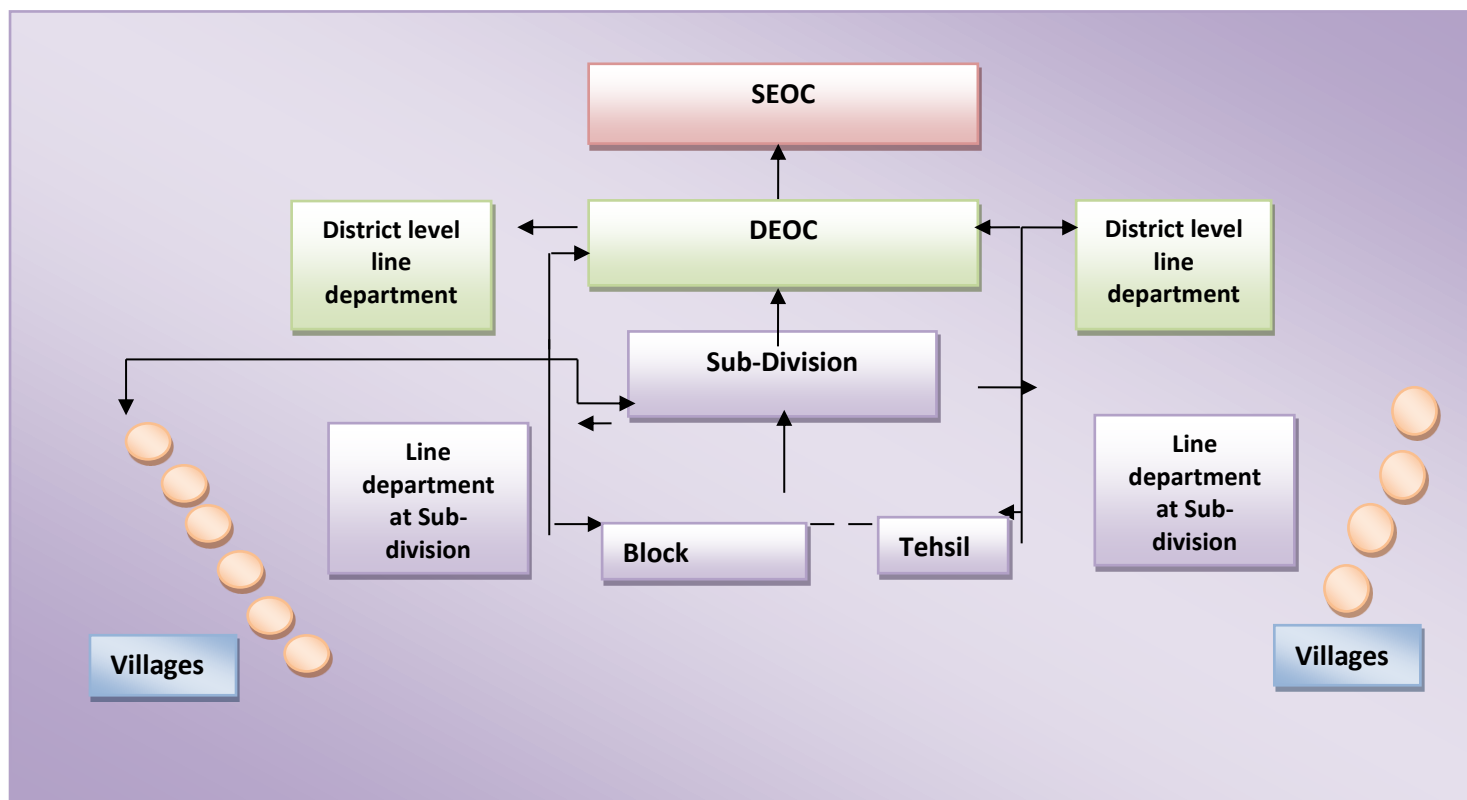 SEOC
District level
line
department
DEOC
District level
line
department
Sub-Division
Line
department
at Sub-
division
Block
Tehsil
Line
department
at Sub-
division
Villages
Villages